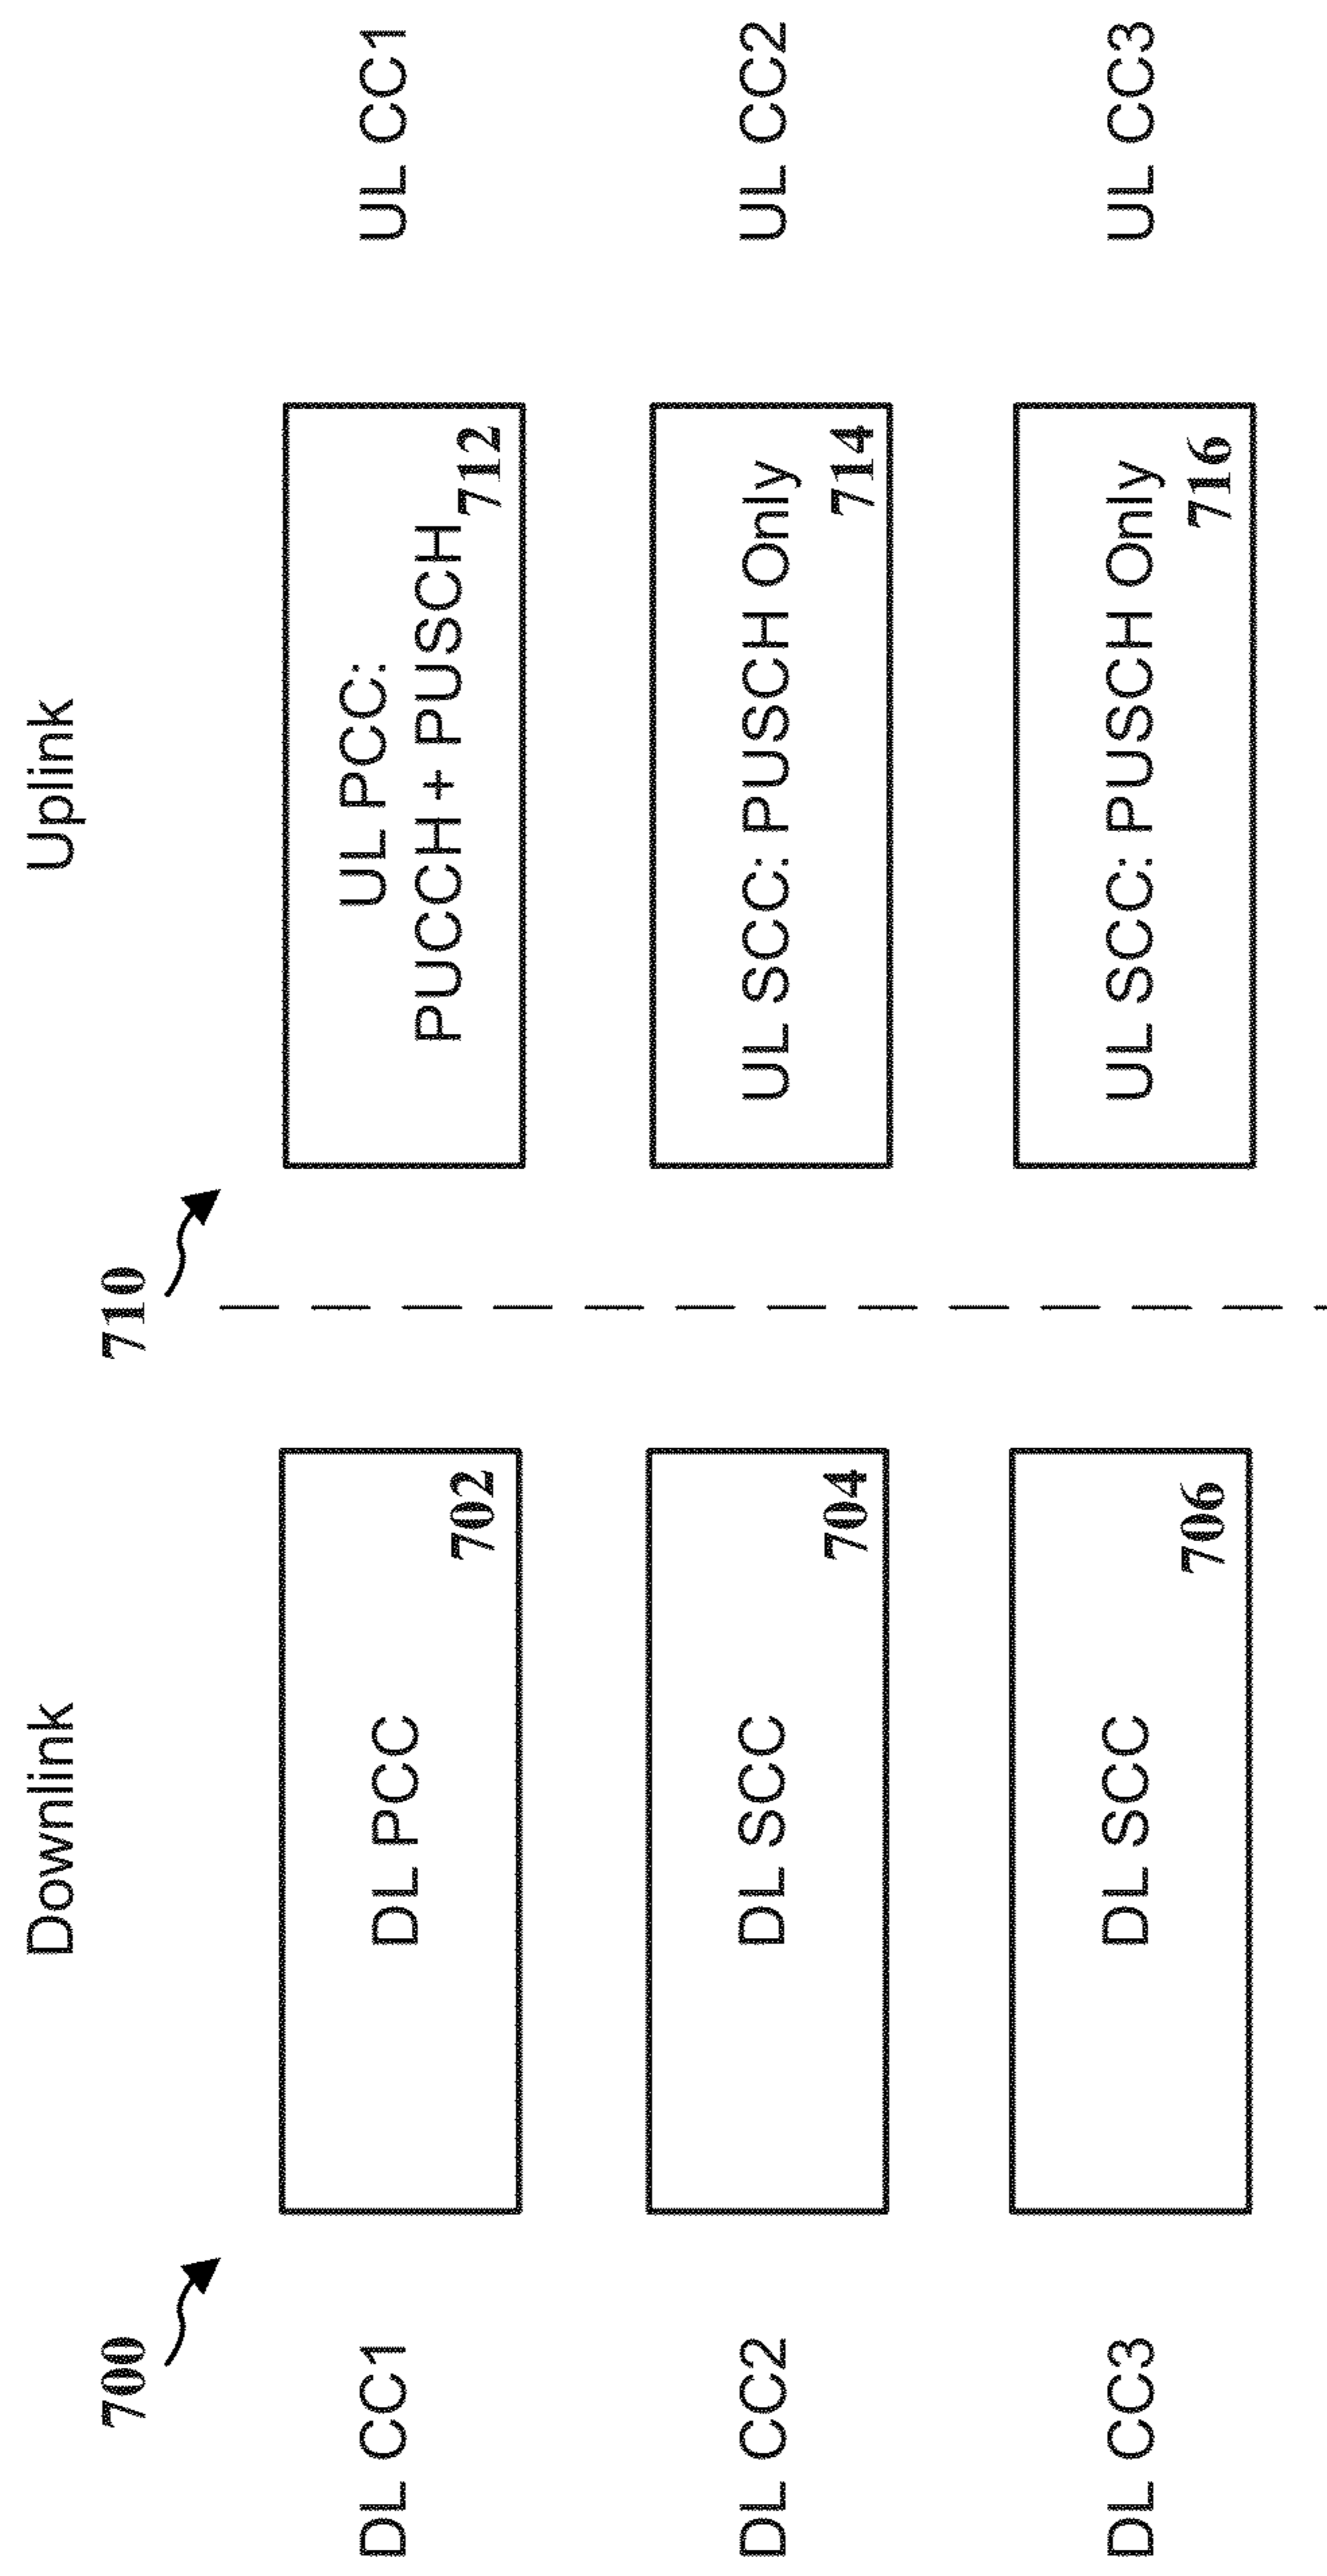 Downlink
Uplink
700
710
DL CC1
DL PCC
702
UL PCC:
PUCCH + PUSCH
712
UL CC1
DL CC2
DL SCC
704
UL SCC: PUSCH Only
714
UL CC2
DL CC3
DL SCC
706
UL SCC: PUSCH Only
716
UL CC3